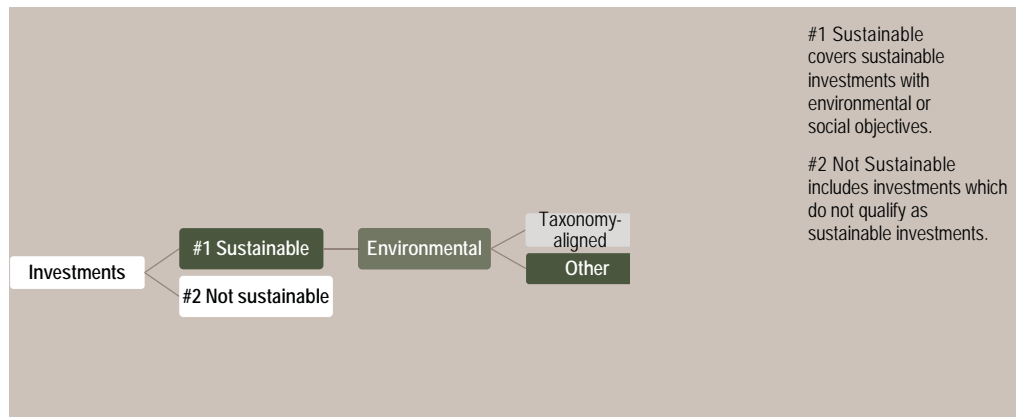 #1 Sustainable
covers sustainable
investments with
environmental or
social objectives.
#2 Not Sustainable
includes investments which
do not qualify as
sustainable investments.
Investments
#1 Sustainable
#2 Not sustainable
Environmental
Taxonomy-
aligned
Other